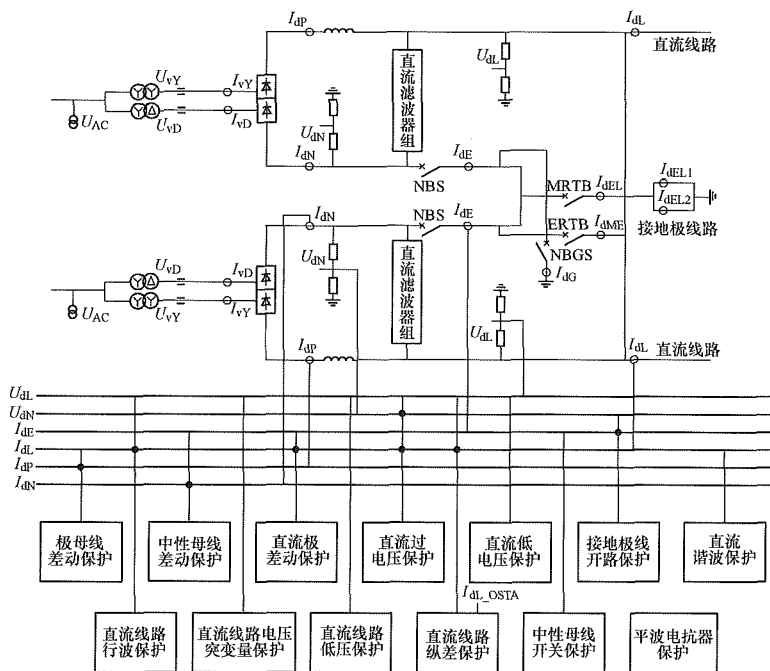 I_dP
I_dL
直流线路
U_vY
I_vY
U_dL
直流滤波器组
U_AC
U_vD
I_vD
U_dN
I_dN
I_dE
NBS
MRTB
I_dEL
I_dEL1
I_dEL2
接地极线路
I_dN
NBS
I_dE
ERTB
I_dME
NBGS
I_dG
U_dN
直流滤波器组
U_vD
I_vD
U_AC
U_vY
I_vY
U_dL
I_dP
I_dL
直流线路
U_dL
U_dN
I_dE
I_dL
I_dP
I_dN
极母线
差动保护
中性母线
差动保护
直流极
差动保护
直流过
电压保护
直流低
电压保护
接地极线
开路保护
直流
谐波保护
I_dL_OSTA
直流线路
行波保护
直流线路电压
突变量保护
直流线路
低压保护
直流线路
纵差保护
中性母线
开关保护
平波电抗器
保护